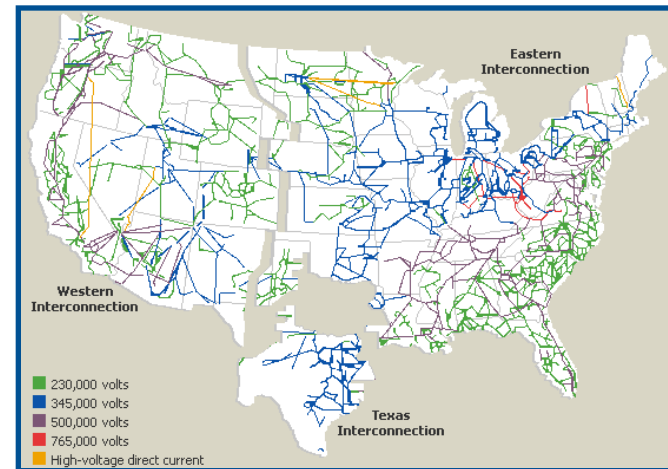 Eastern
Interconnection
Western
Interconnection
Texas
Interconnection
230,000 volts
345,000 volts
500,000 volts
765,000 volts
High-voltage direct current